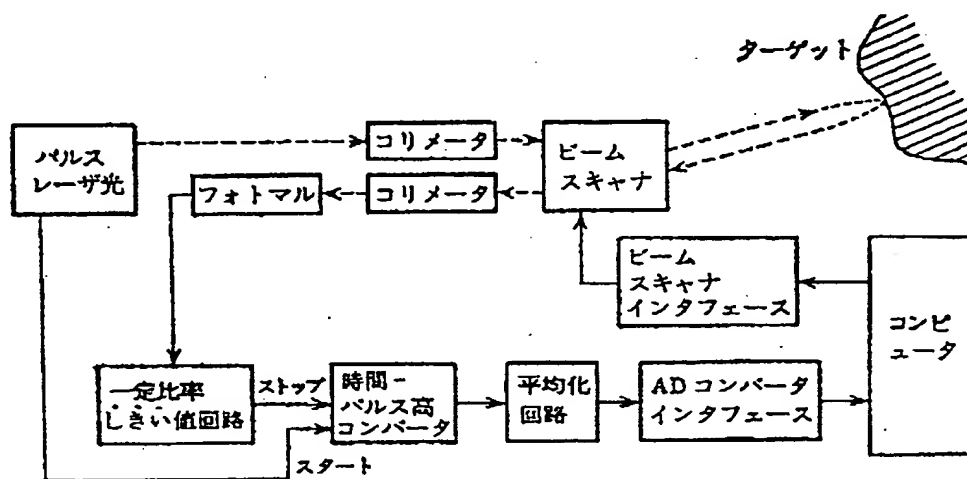 ターゲット
パルス
レーザ光
コリメータ
ビーム
スキャナ
フォトマル
コリメータ
ビーム
スキャナ
インタフェース
コンピ
ュータ
一定比率
しきい値回路
ストップ
時間-
パルス高
コンバータ
平均化
回路
ADコンバータ
インタフェース
スタート